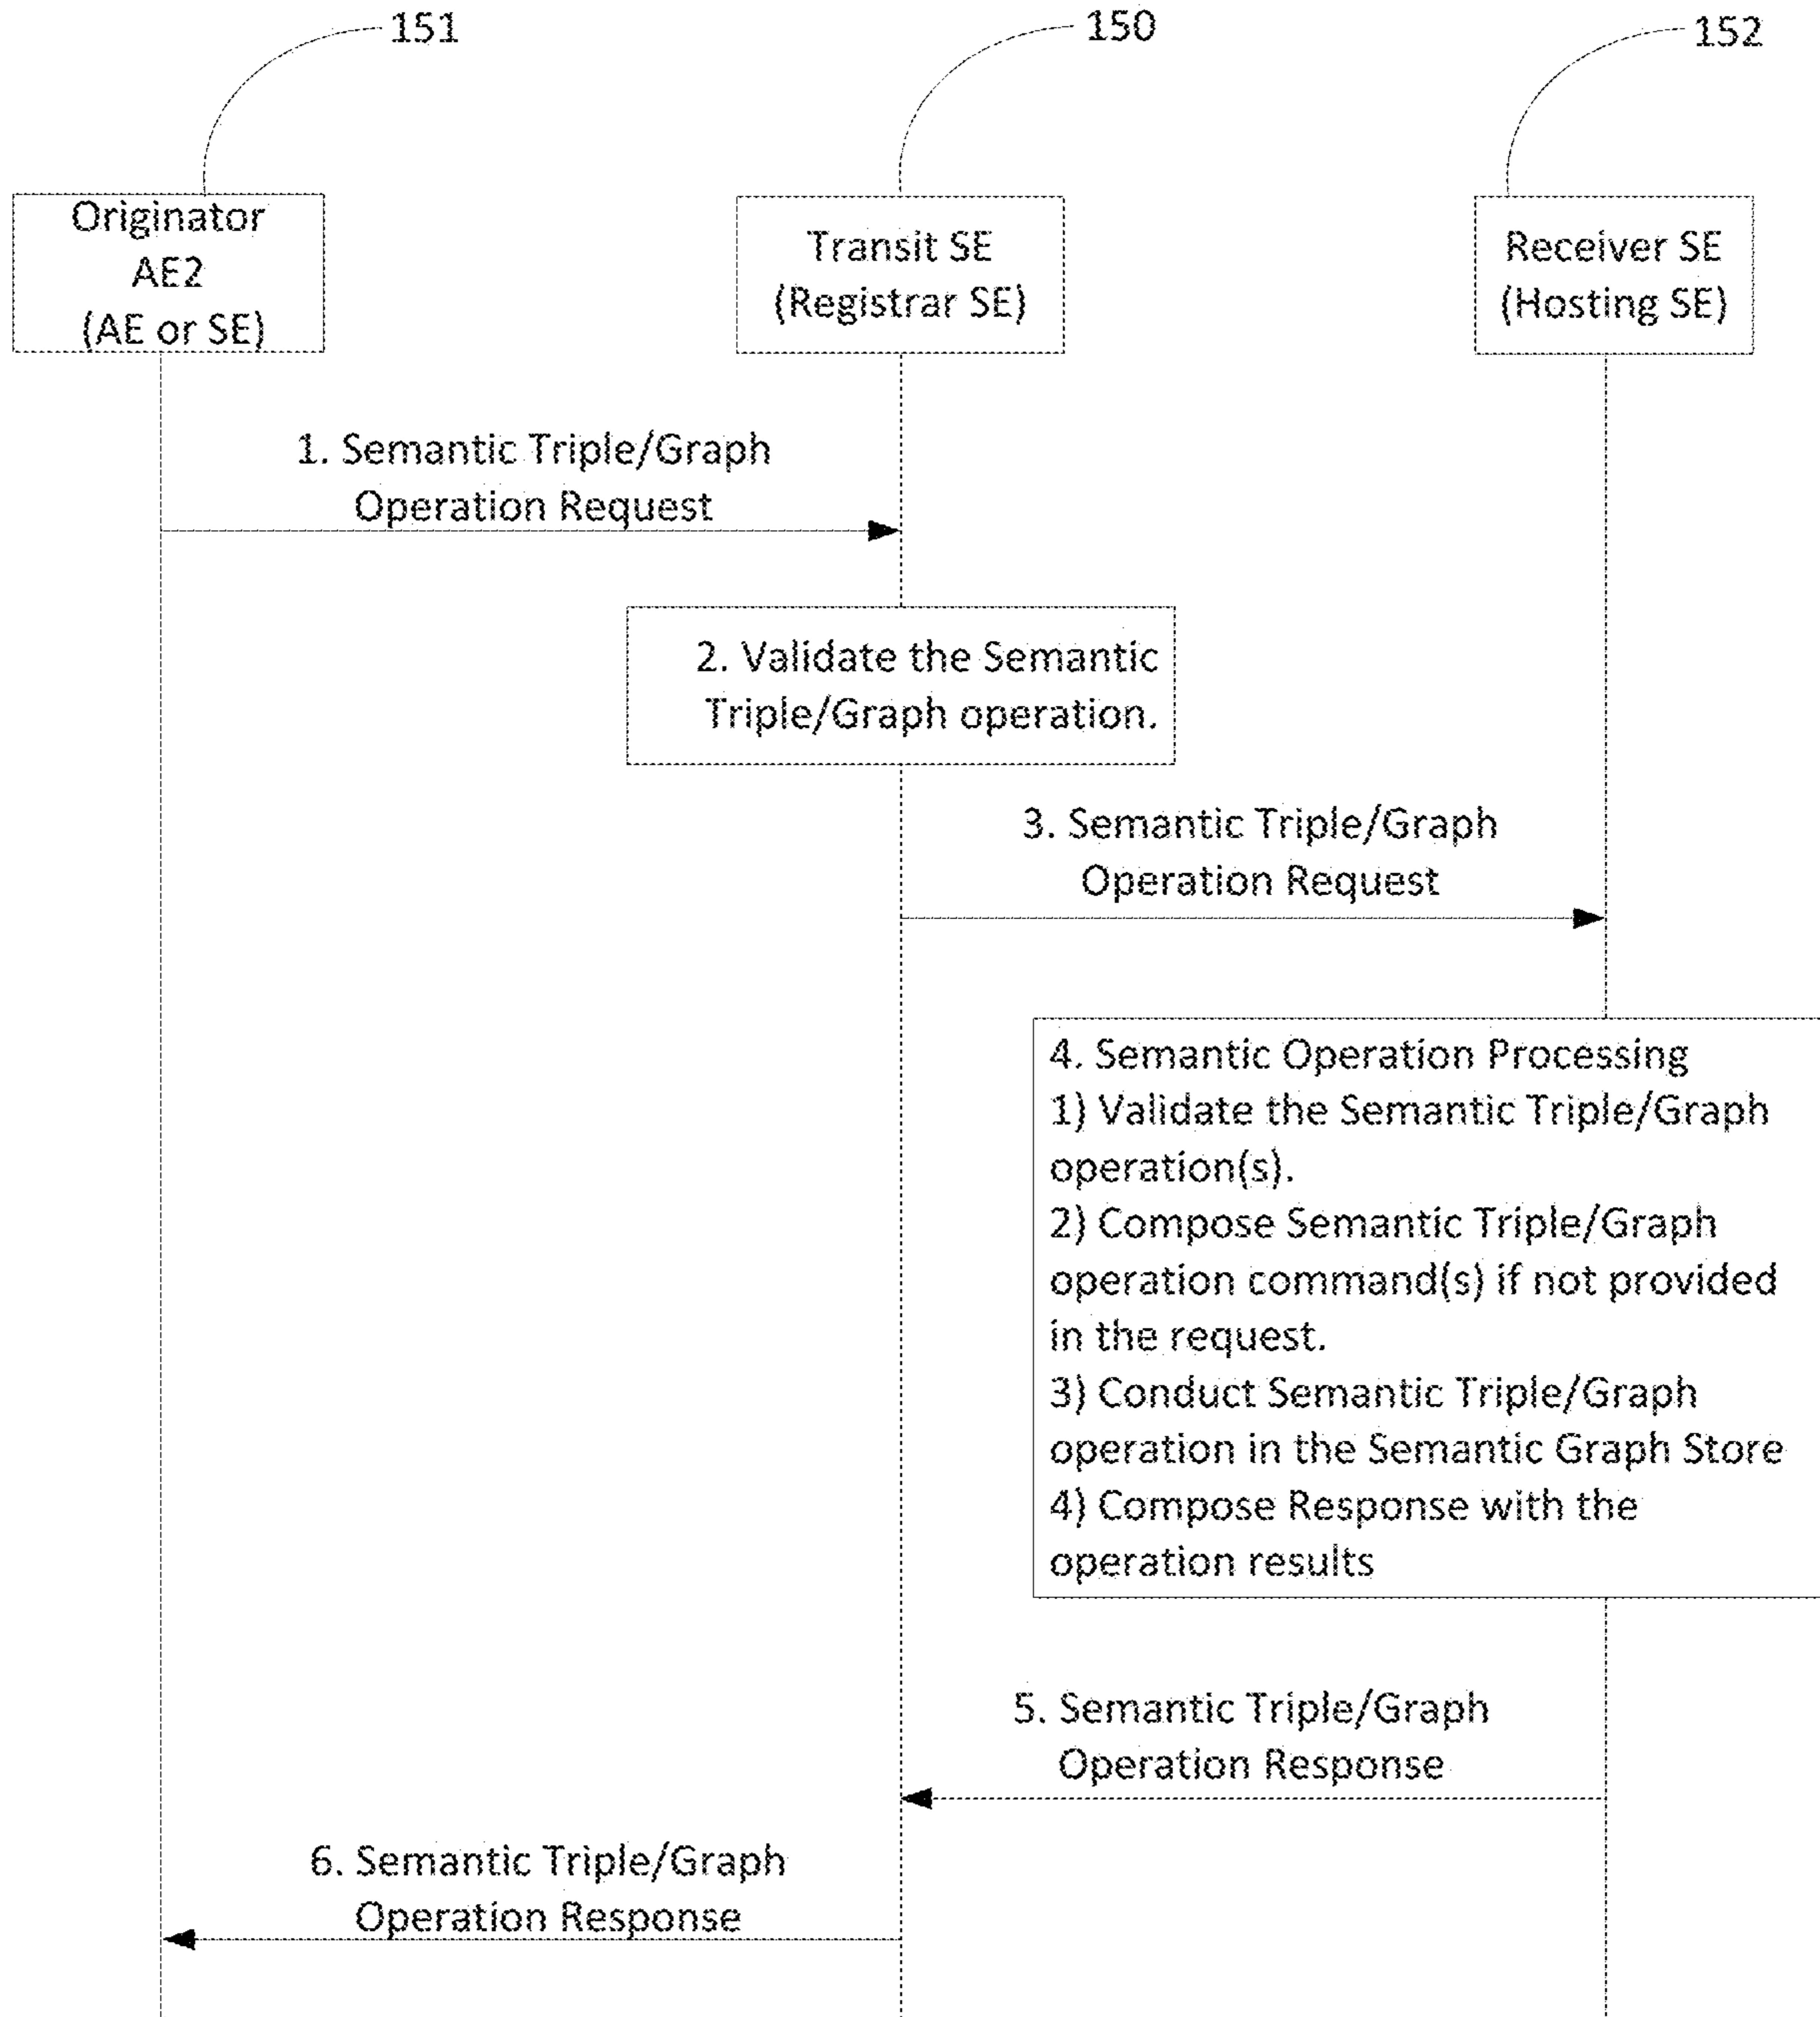 151
150
152
Originator
AE2
(AE or SE)
Transit SE
(Registrar SE)
Receiver SE
(Hosting SE)
1. Semantic Triple/Graph
Operation Request
2. Validate the Semantic
Triple/Graph operation.
3. Semantic Triple/Graph
Operation Request
4. Semantic Operation Processing
1) Validate the Semantic Triple/Graph
operation(s).
2) Compose Semantic Triple/Graph
operation command(s) if not provided
in the request.
3) Conduct Semantic Triple/Graph
operation in the Semantic Graph Store
4) Compose Response with the
operation results
5. Semantic Triple/Graph
Operation Response
6. Semantic Triple/Graph
Operation Response